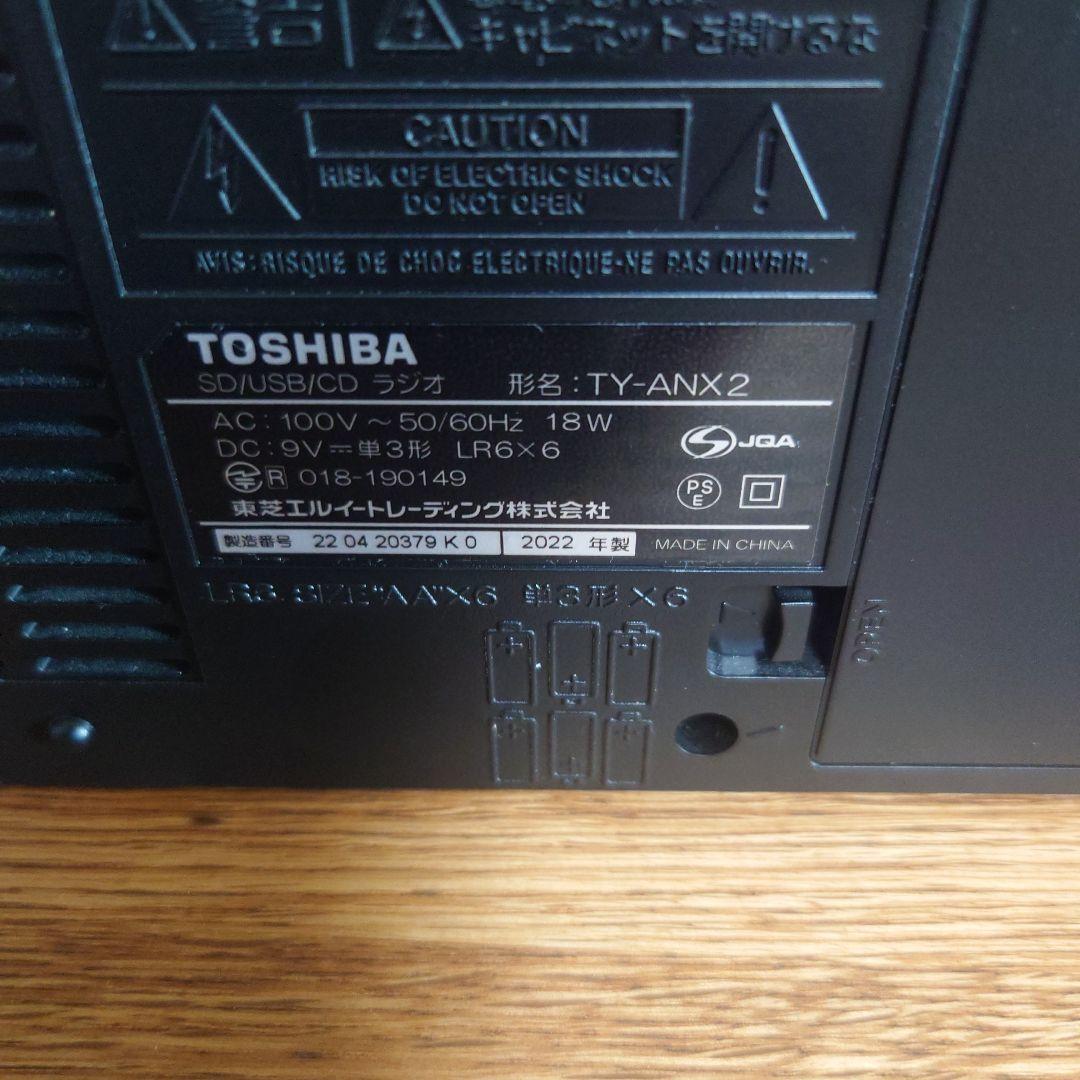 警告
キャビネットを開けるな
CAUTION
RISK OF ELECTRIC SHOCK
DO NOT OPEN
AVIS : RISQUE DE CHOC ELECTRIQUE-NE PAS OUVRIR.
TOSHIBA
SD/USB/CD ラジオ 形名 : TY-ANX2
AC : 100V ～ 50/60Hz 18W
DC : 9V ⎓ 単3形 LR6×6
R 018-190149
JQA
PS
E
東芝エルイートレーディング株式会社
製造番号 22 04 20379 K 0 2022 年製 MADE IN CHINA
LR6. SIZE"AA"×6 単3形×6
OPEN